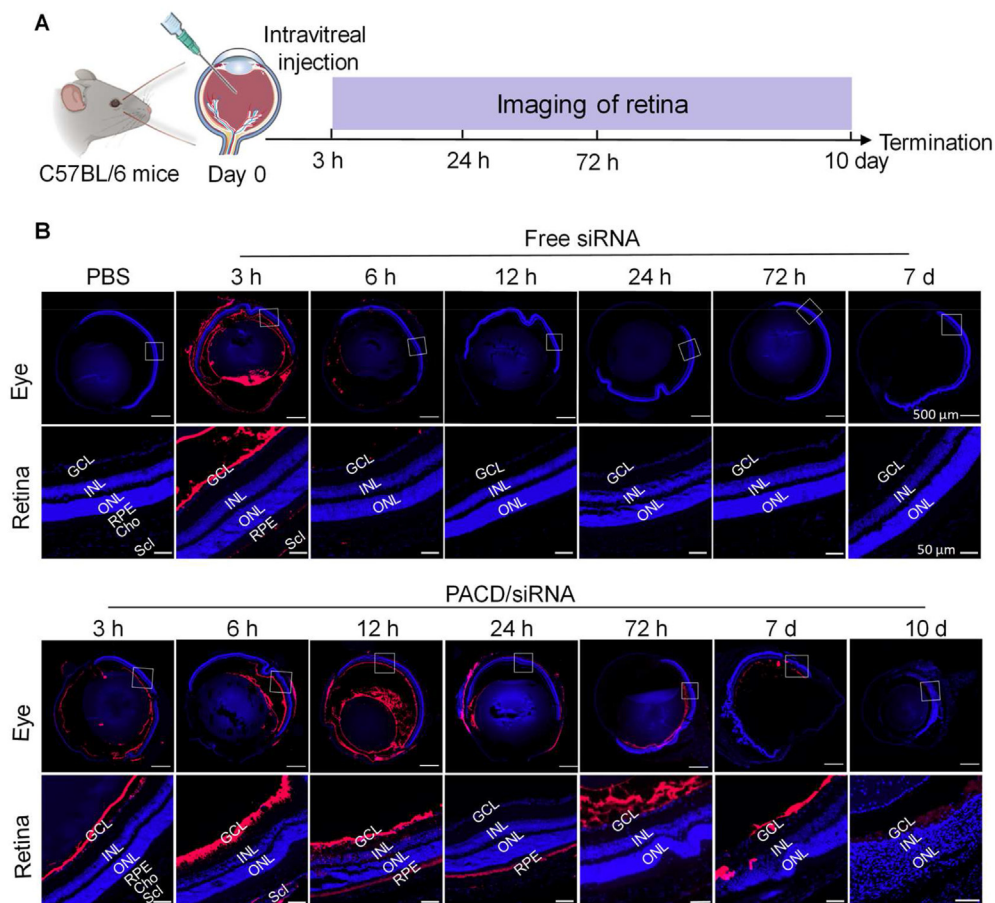 A
Intravitreal
injection
Imaging of retina
C57BL/6 mice
Day 0
3 h
24 h
72 h
10 day
Termination
B
Free siRNA
PBS
3 h
6 h
12 h
24 h
72 h
7 d
Eye
500 µm
Retina
GCL
INL
ONL
RPE
Cho
Scl
GCL
INL
ONL
RPE
Scl
GCL
INL
ONL
GCL
INL
ONL
GCL
INL
ONL
GCL
INL
ONL
GCL
INL
ONL
50 µm
PACD/siRNA
3 h
6 h
12 h
24 h
72 h
7 d
10 d
Eye
Retina
GCL
INL
ONL
RPE
Cho
Scl
GCL
INL
ONL
Scl
GCL
INL
ONL
RPE
GCL
INL
ONL
RPE
GCL
INL
ONL
GCL
INL
ONL
GCL
INL
ONL